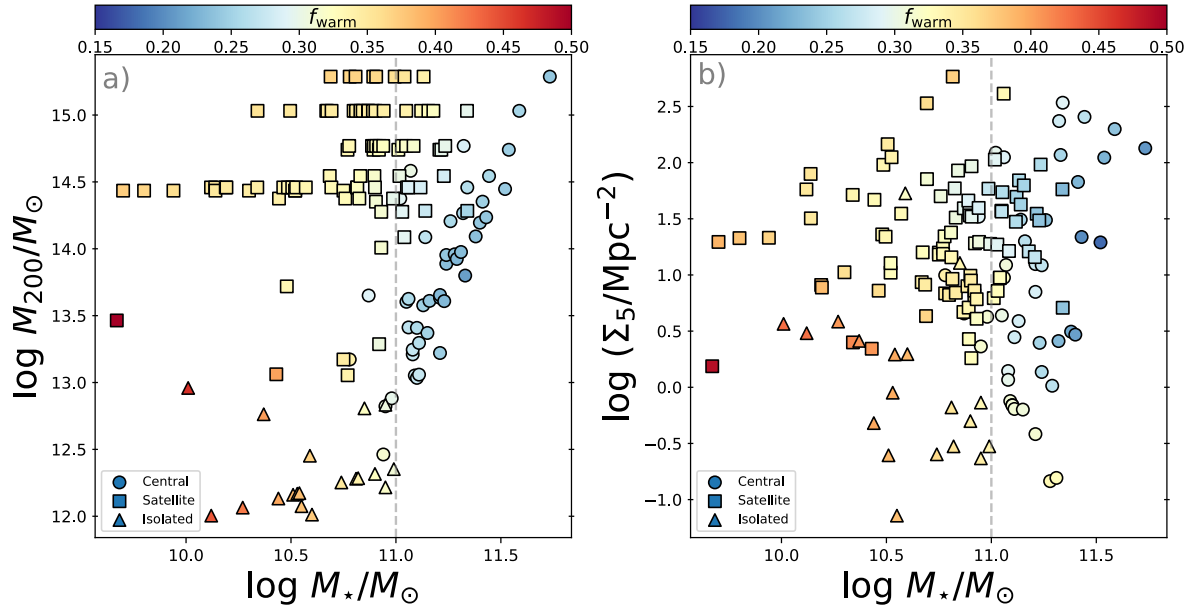 f_warm
0.15 0.20 0.25 0.30 0.35 0.40 0.45 0.50
a)
log M_200/M_⊙
15.0
14.5
14.0
13.5
13.0
12.5
12.0
Central
Satellite
Isolated
10.0 10.5 11.0 11.5
log M_⋆/M_⊙
f_warm
0.15 0.20 0.25 0.30 0.35 0.40 0.45 0.50
b)
log (Σ_5/Mpc^−2)
2.5
2.0
1.5
1.0
0.5
0.0
−0.5
−1.0
Central
Satellite
Isolated
10.0 10.5 11.0 11.5
log M_⋆/M_⊙